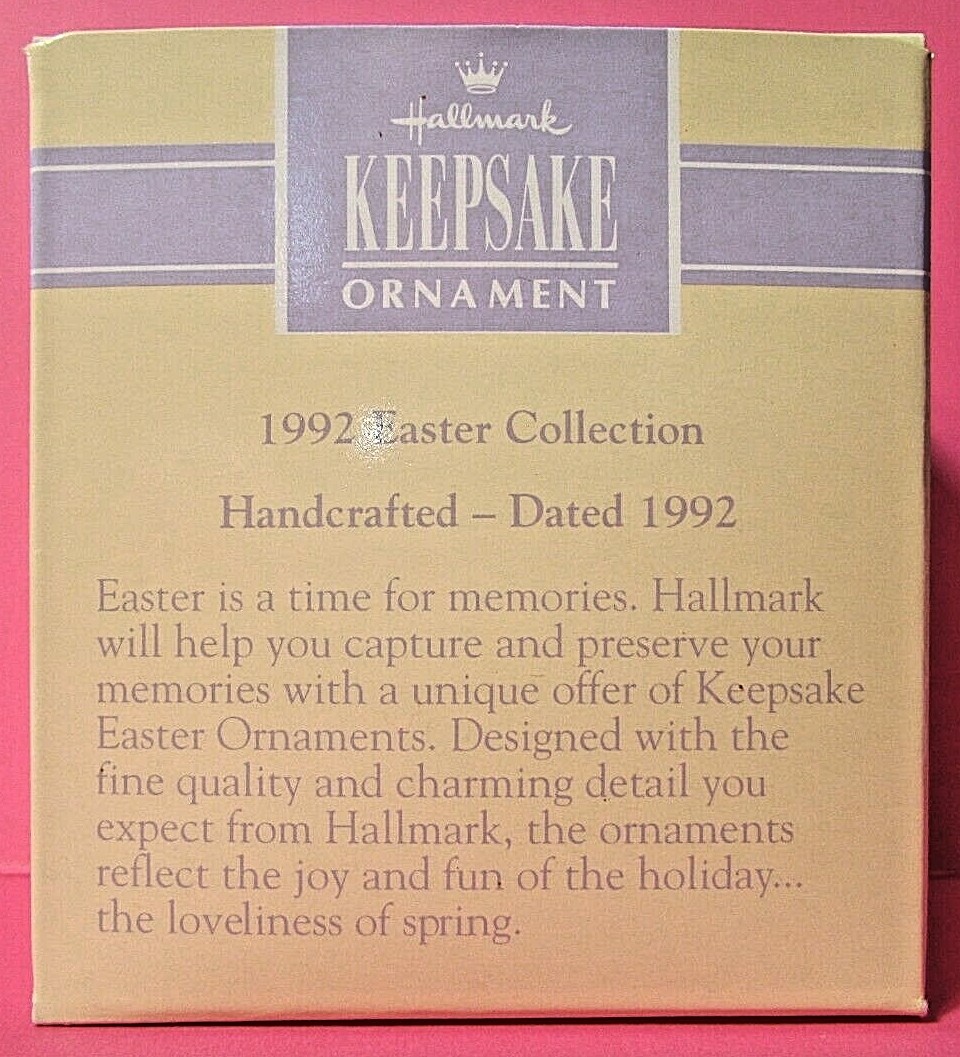 Hallmark
KEEPSAKE
ORNAMENT
1992 Easter Collection
Handcrafted – Dated 1992
Easter is a time for memories. Hallmark
will help you capture and preserve your
memories with a unique offer of Keepsake
Easter Ornaments. Designed with the
fine quality and charming detail you
expect from Hallmark, the ornaments
reflect the joy and fun of the holiday...
the loveliness of spring.